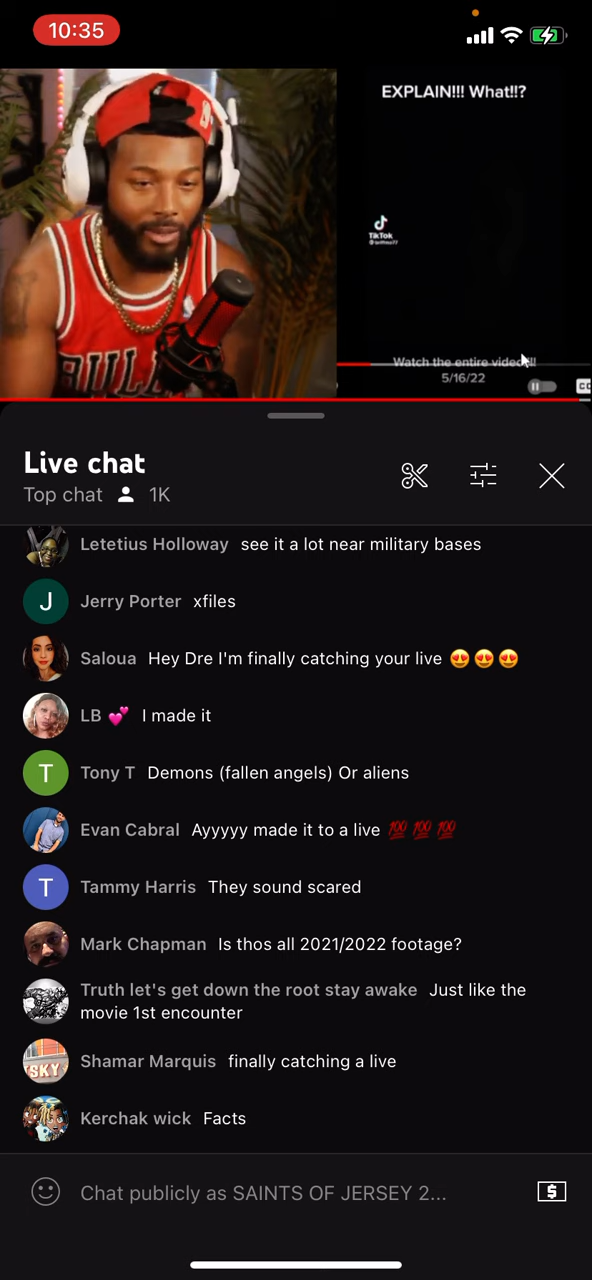 10:35
EXPLAIN!!! What!!?
TikTok
Watch the entire video!!!
5/16/22
BULL
Live chat
Top chat 1K
Letetius Holloway see it a lot near military bases
J Jerry Porter xfiles
Saloua Hey Dre I'm finally catching your live 😍😍😍
LB 💕 I made it
T Tony T Demons (fallen angels) Or aliens
Evan Cabral Ayyyyy made it to a live 💯💯💯
T Tammy Harris They sound scared
Mark Chapman Is thos all 2021/2022 footage?
Truth let's get down the root stay awake Just like the
movie 1st encounter
SKY
Shamar Marquis finally catching a live
Kerchak wick Facts
Chat publicly as SAINTS OF JERSEY 2...
$